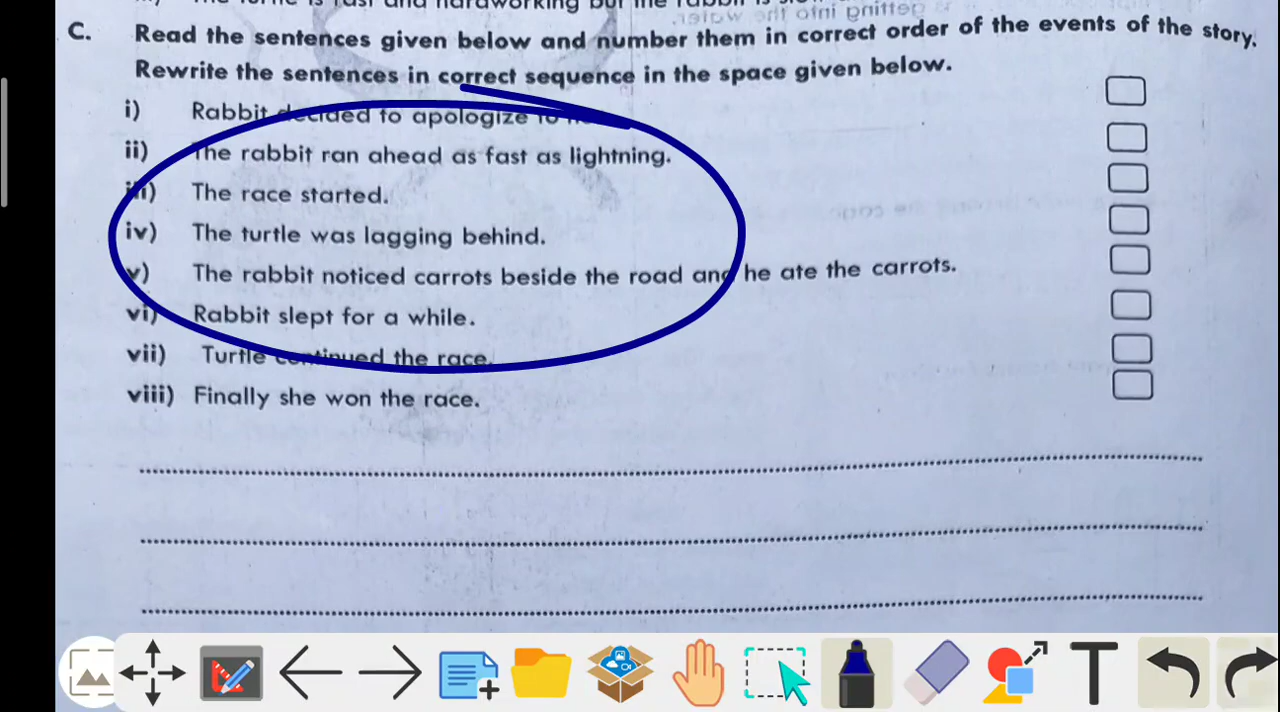 C. Read the sentences given below and number them in correct order of the events of the story.
Rewrite the sentences in correct sequence in the space given below.
i) Rabbit decided to apologize to
ii) The rabbit ran ahead as fast as lightning.
iii) The race started.
iv) The turtle was lagging behind.
v) The rabbit noticed carrots beside the road and he ate the carrots.
vi) Rabbit slept for a while.
vii) Turtle continued the race.
viii) Finally she won the race.
T